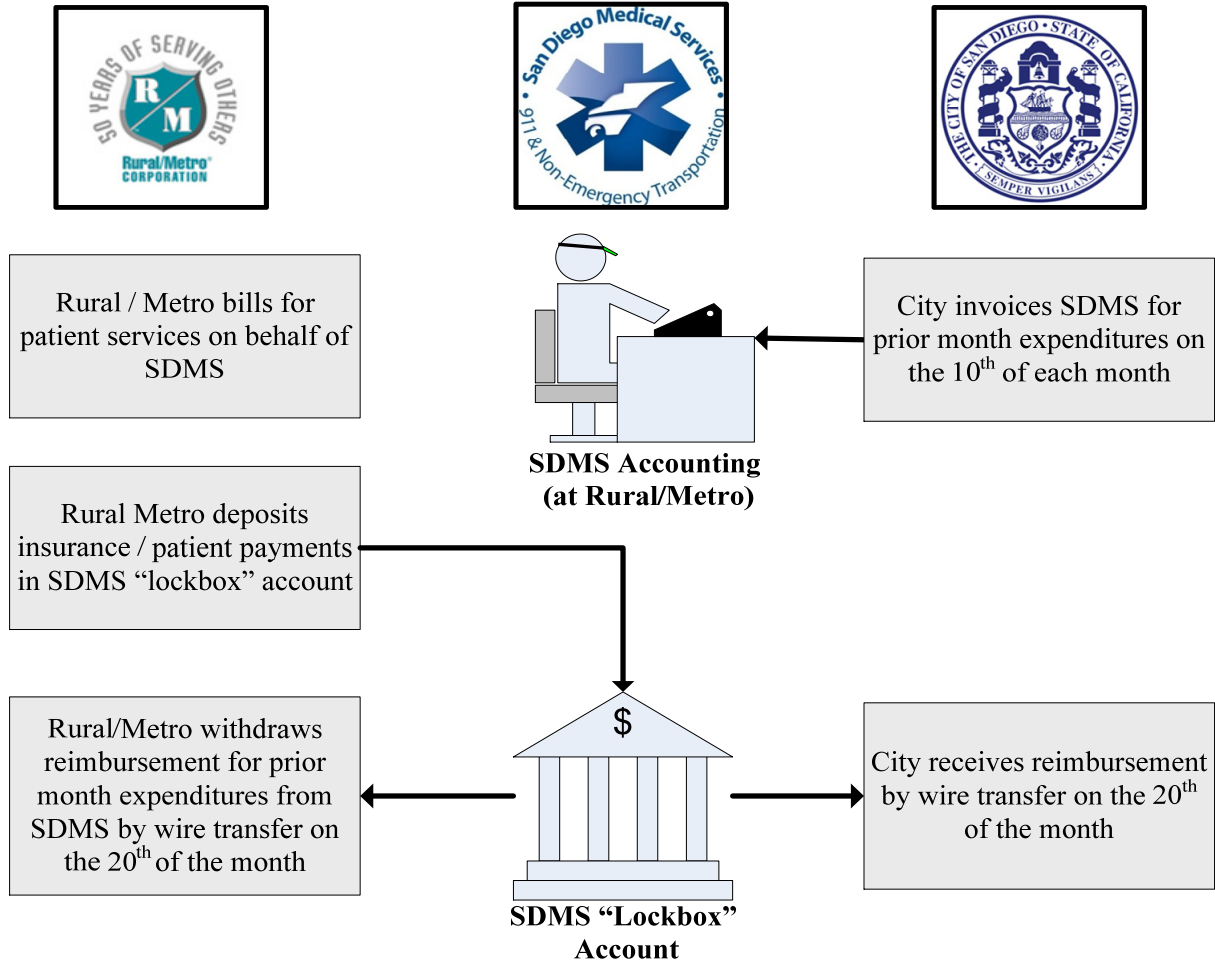 50 YEARS OF SERVING OTHERS
R
M
Rural/Metro®
CORPORATION
• San Diego Medical Services •
911 & Non-Emergency Transportation
• THE CITY OF SAN DIEGO • STATE OF CALIFORNIA •
SEMPER VIGILANS
Rural / Metro bills for
patient services on behalf of
SDMS
City invoices SDMS for
prior month expenditures on
the 10th of each month
SDMS Accounting
(at Rural/Metro)
Rural Metro deposits
insurance / patient payments
in SDMS “lockbox” account
$
Rural/Metro withdraws
reimbursement for prior
month expenditures from
SDMS by wire transfer on
the 20th of the month
City receives reimbursement
by wire transfer on the 20th
of the month
SDMS “Lockbox”
Account